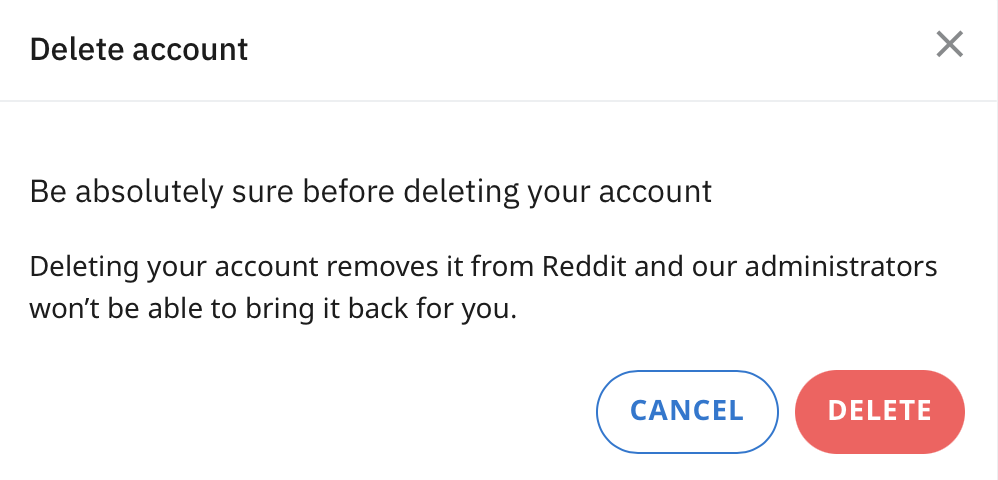 Delete account
Be absolutely sure before deleting your account
Deleting your account removes it from Reddit and our administrators
won’t be able to bring it back for you.
CANCEL
DELETE